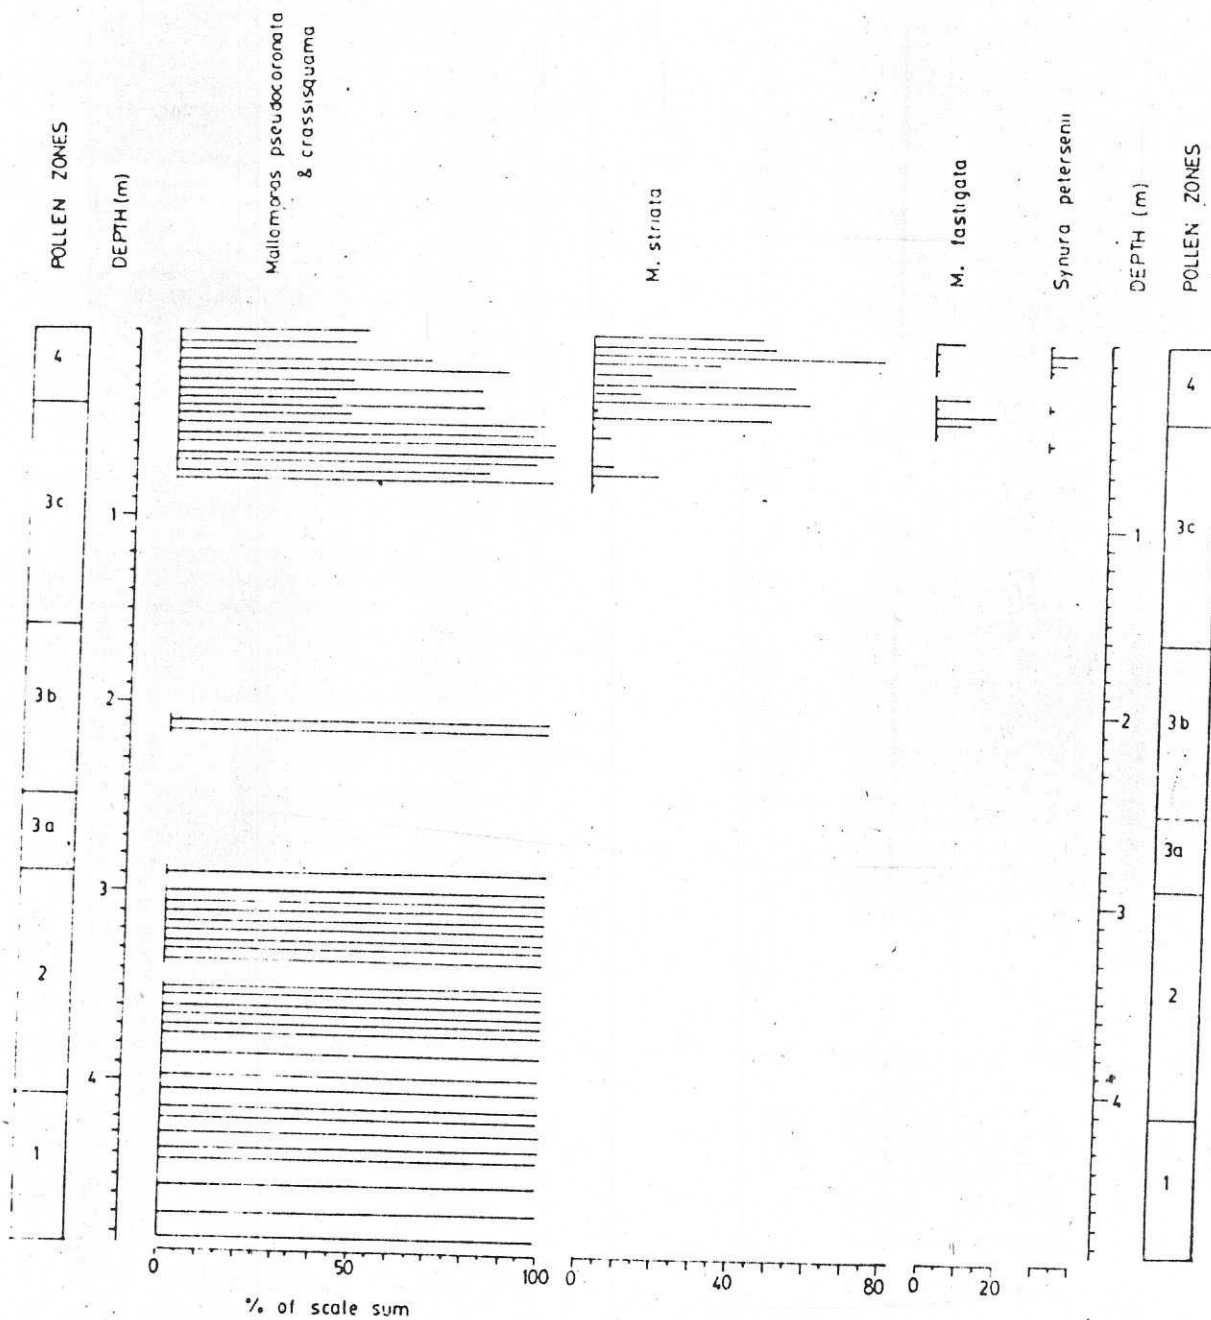 POLLEN ZONES
DEPTH (m)
Mallomonas pseudocoronata
& crassisquama
M. striata
M. fastigata
Synura petersenii
DEPTH (m)
POLLEN ZONES
4
3c
3b
3a
2
1
1
2
3
4
1
2
3
4
4
3c
3b
3a
2
1
0
50
100
0
40
80
0
20
% of scale sum